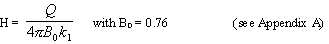 H = Q / 4πB₀k₁ with B₀ = 0.76 (see Appendix A)